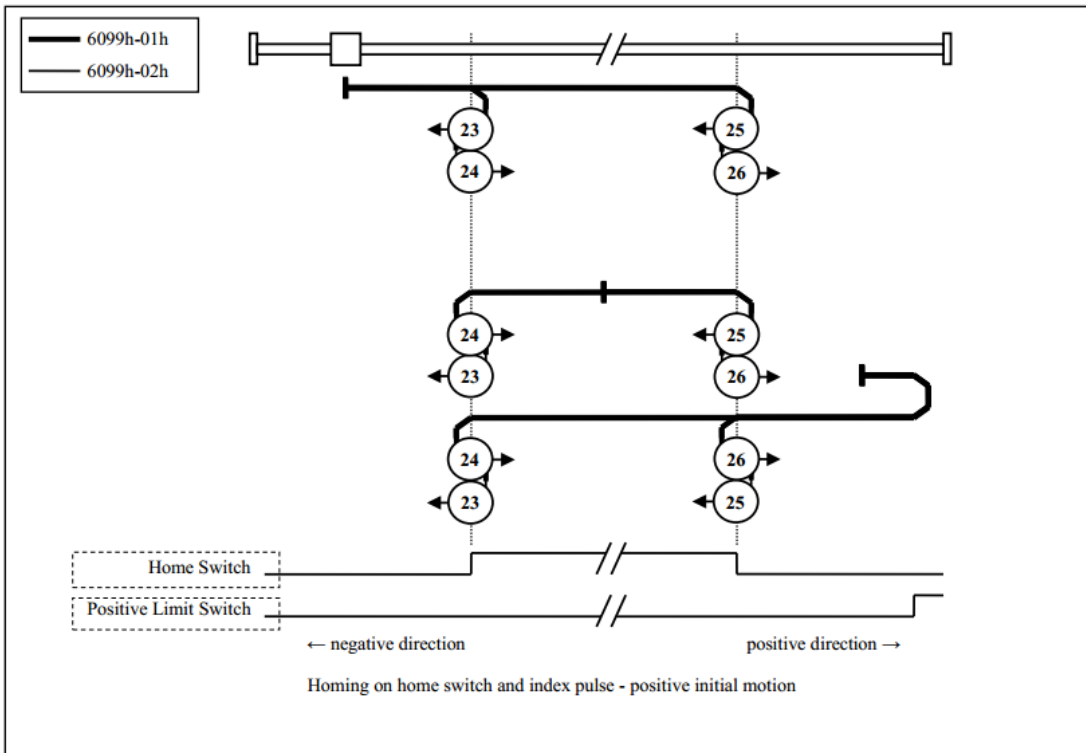 6099h-01h
6099h-02h
23
25
24
26
24
25
23
26
24
26
23
25
Home Switch
Positive Limit Switch
← negative direction
positive direction →
Homing on home switch and index pulse - positive initial motion